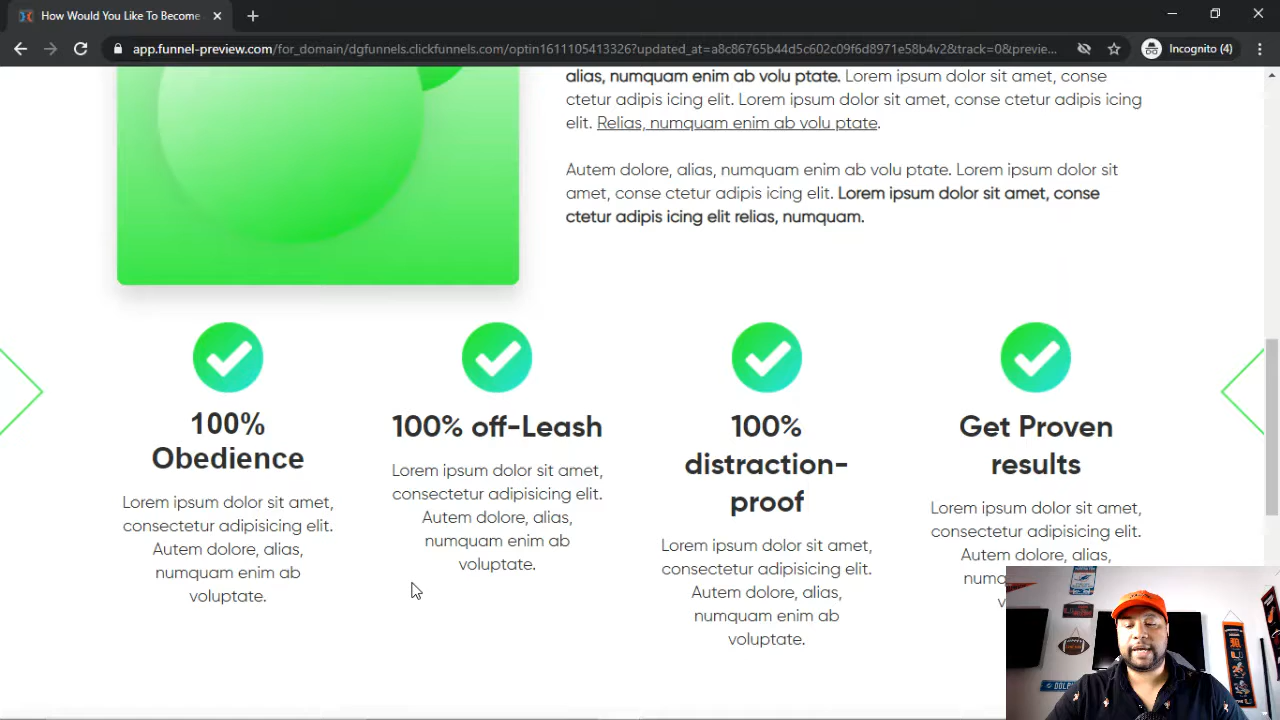 How Would You Like To Become
app.funnel-preview.com/for_domain/dgfunnels.clickfunnels.com/optin1611105413326?updated_at=a8c86765b44d5c602c09f6d8971e58b4v2&track=0&previe...
Incognito (4)
alias, numquam enim ab volu ptate. Lorem ipsum dolor sit amet, conse
ctetur adipis icing elit. Lorem ipsum dolor sit amet, conse ctetur adipis icing
elit. Relias, numquam enim ab volu ptate.
Autem dolore, alias, numquam enim ab volu ptate. Lorem ipsum dolor sit
amet, conse ctetur adipis icing elit. Lorem ipsum dolor sit amet, conse
ctetur adipis icing elit relias, numquam.
100%
Obedience
Lorem ipsum dolor sit amet,
consectetur adipisicing elit.
Autem dolore, alias,
numquam enim ab
voluptate.
100% off-Leash
Lorem ipsum dolor sit amet,
consectetur adipisicing elit.
Autem dolore, alias,
numquam enim ab
voluptate.
100%
distraction-
proof
Lorem ipsum dolor sit amet,
consectetur adipisicing elit.
Autem dolore, alias,
numquam enim ab
voluptate.
Get Proven
results
Lorem ipsum dolor sit amet,
consectetur adipisicing elit.
Autem dolore, alias,